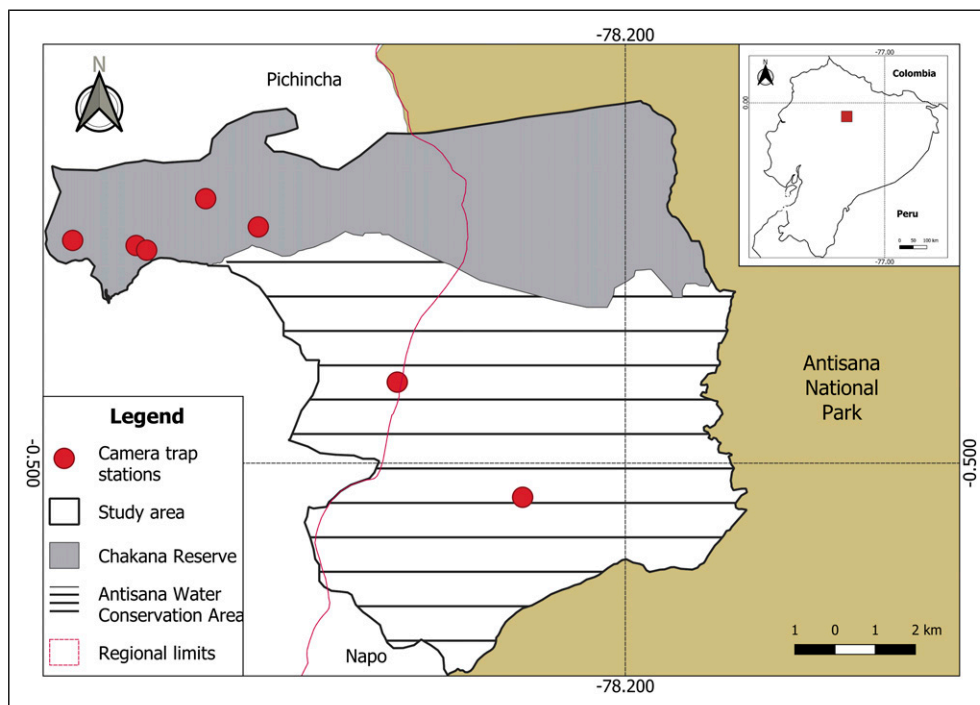 -78.200
N
Pichincha
N
-77.00
Colombia
0.00
Peru
0 50 100 km
-77.00
Antisana
National
Park
-0.500
-0.500
Legend
Camera trap
stations
Study area
Chakana Reserve
Antisana Water
Conservation Area
Regional limits
Napo
1 0 1 2 km
-78.200